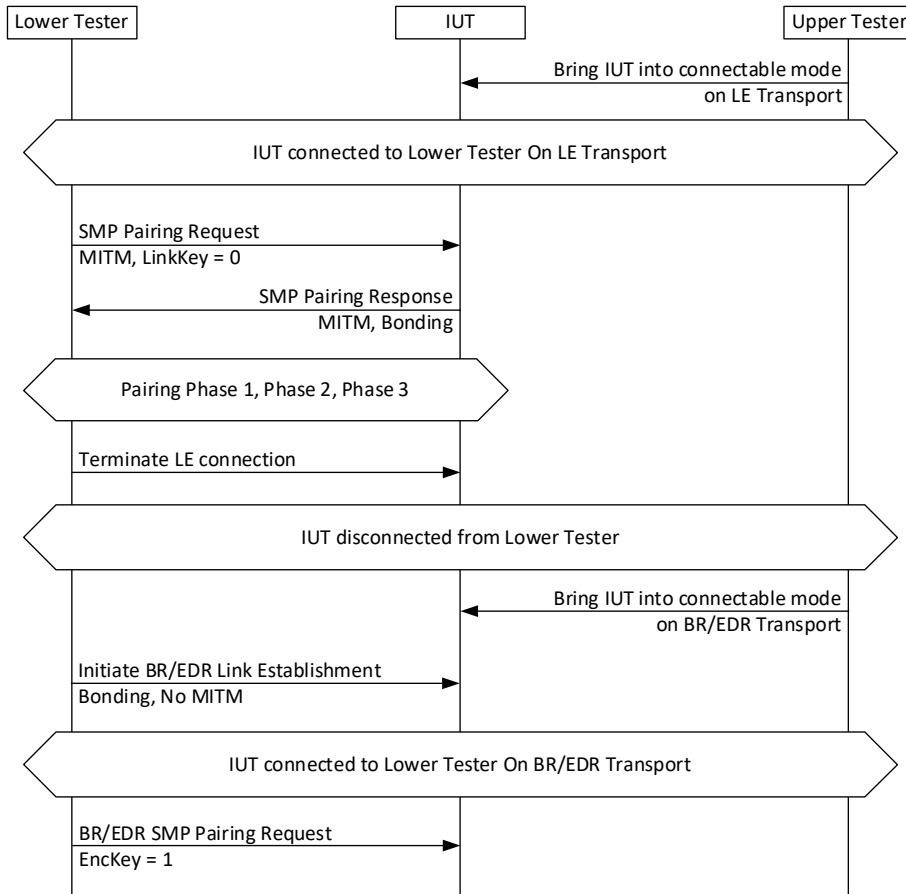 Lower Tester
IUT
Upper Tester
Bring IUT into connectable mode
on LE Transport
IUT connected to Lower Tester On LE Transport
SMP Pairing Request
MITM, LinkKey = 0
SMP Pairing Response
MITM, Bonding
Pairing Phase 1, Phase 2, Phase 3
Terminate LE connection
IUT disconnected from Lower Tester
Bring IUT into connectable mode
on BR/EDR Transport
Initiate BR/EDR Link Establishment
Bonding, No MITM
IUT connected to Lower Tester On BR/EDR Transport
BR/EDR SMP Pairing Request
EncKey = 1